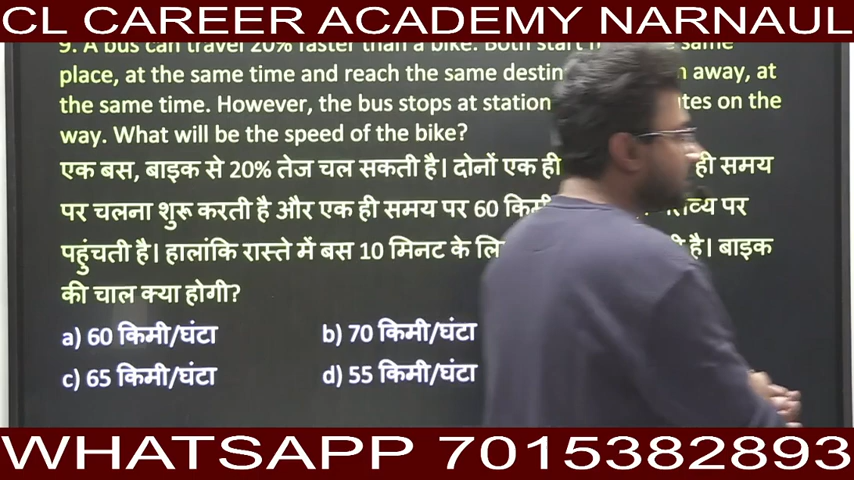 CL CAREER ACADEMY NARNAUL
9. A bus can travel 20% faster than a bike. Both start same
place, at the same time and reach the same destin away, at
the same time. However, the bus stops at station on the
way. What will be the speed of the bike?
एक बस, बाइक से 20% तेज चल सकती है। दोनों एक ही ही समय
पर चलना शुरू करती है और एक ही समय पर 60 पर
पहुंचती है। हालांकि रास्ते में बस 10 मिनट के है। बाइक
की चाल क्या होगी?
a) 60 किमी/घंटा b) 70 किमी/घंटा
c) 65 किमी/घंटा d) 55 किमी/घंटा
WHATSAPP 7015382893